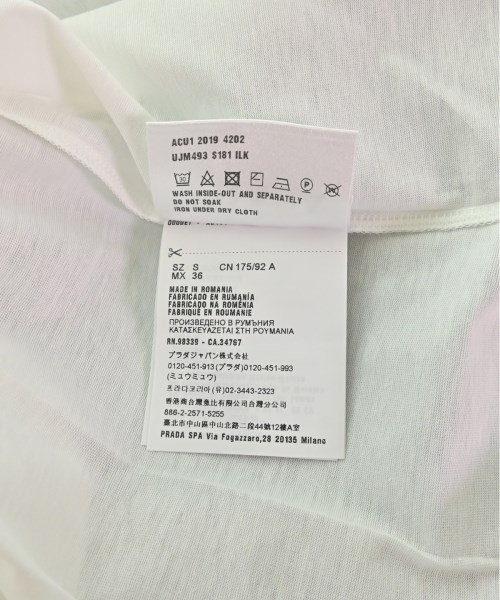 ACU1 2019 4202
UJM493 S181 ILK
30
WASH INSIDE-OUT AND SEPARATELY
DO NOT SOAK
IRON UNDER DRY CLOTH
SZ S CN 175/92 A
MX 36
MADE IN ROMANIA
FABRICADO EN RUMANÍA
FABRICADO NA ROMÉNIA
FABRIQUÉ EN ROUMANIE
ПРОИЗВЕДЕНО В РУМЪНИЯ
ΚΑΤΑΣΚΕΥΑΖΕΤΑΙ ΣΤΗ ΡΟΥΜΑΝΙΑ
RN.98339 - CA.34767
プラダジャパン株式会社
0120-451-913(プラダ)0120-451-993
(ミュウミュウ)
프라다코리아(유)02-3443-2323
香港商台灣魚比有限公司台灣分公司
886-2-2571-5255
臺北市中山區中山北路二段44號12樓A室
PRADA SPA Via Fogazzaro,28 20135 Milano